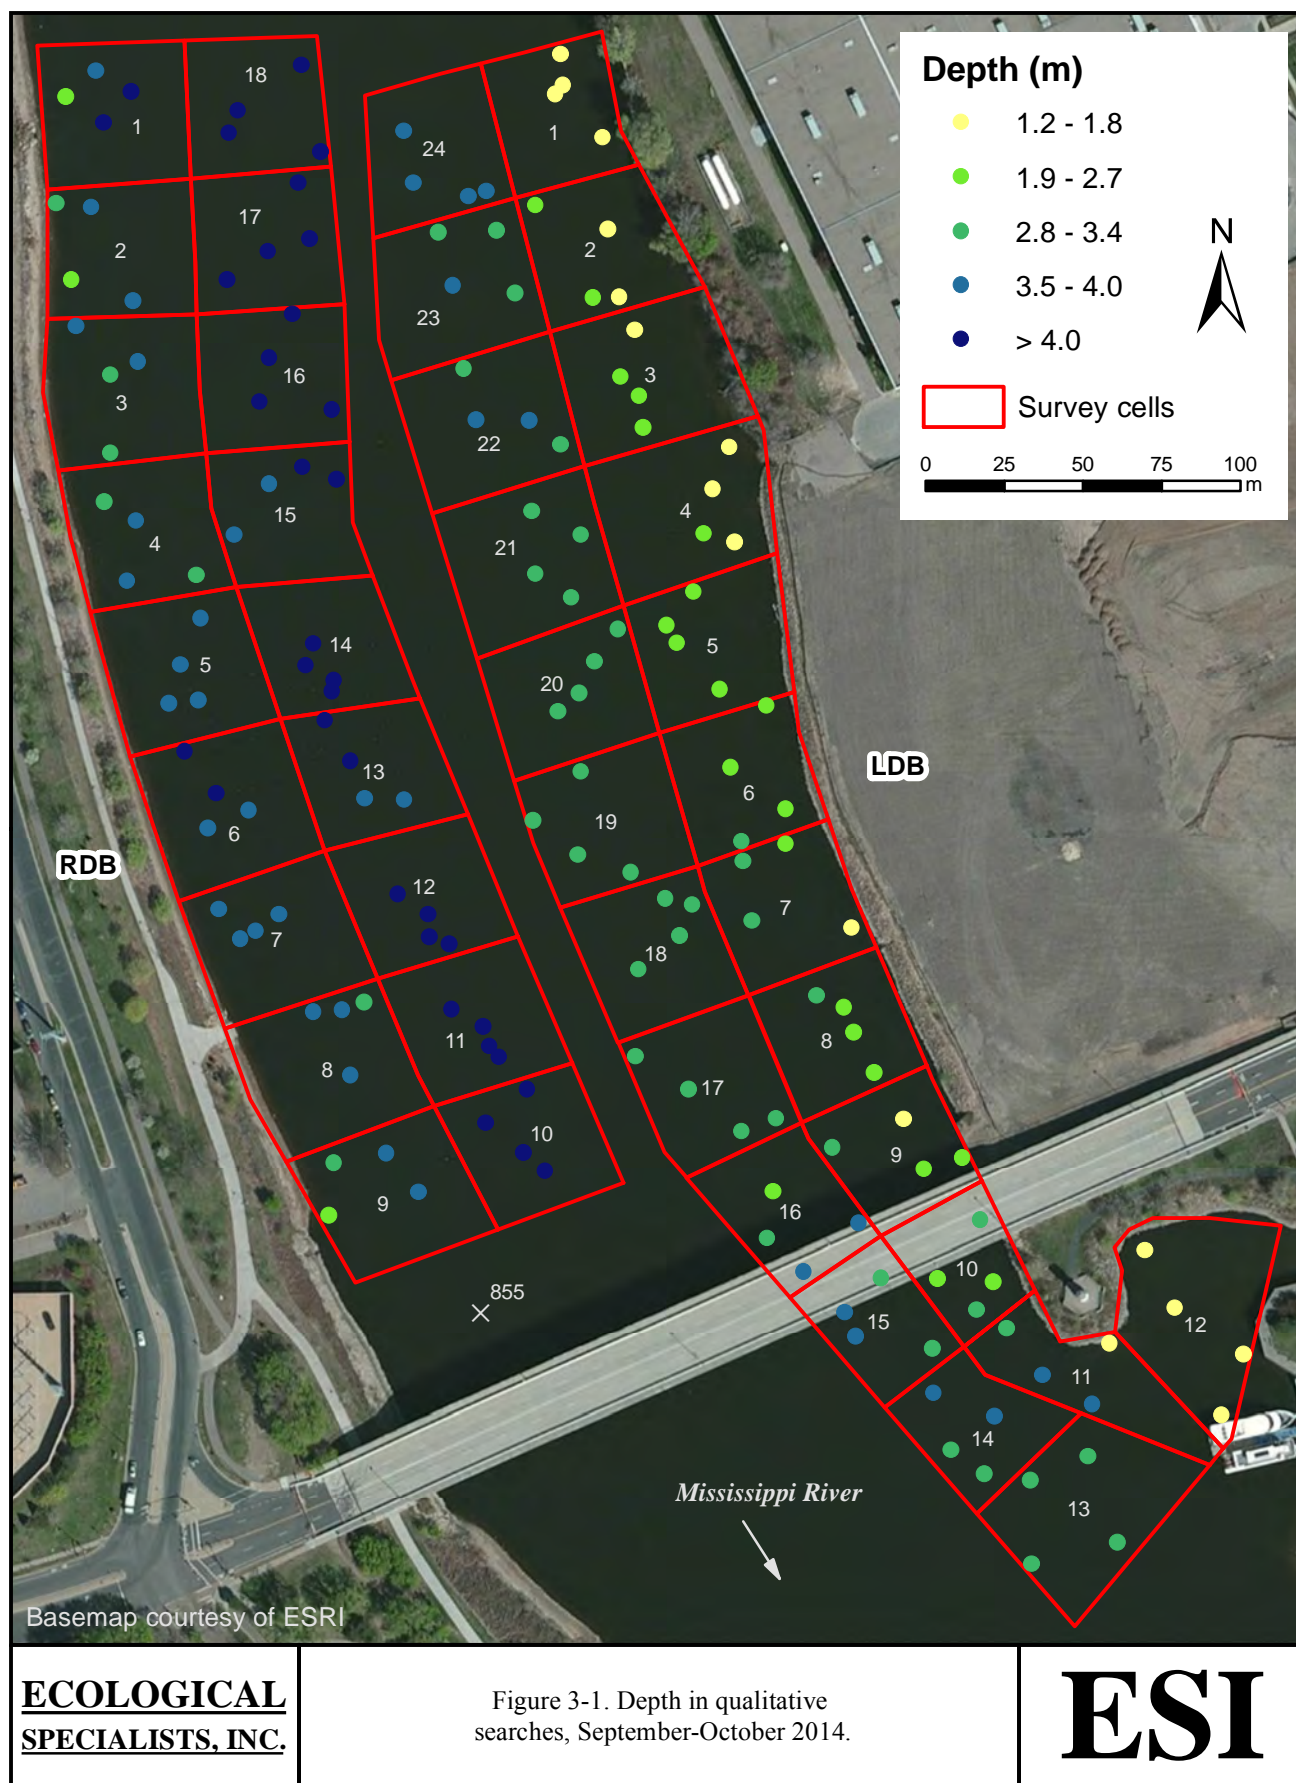 Depth (m)
1.2 - 1.8
1.9 - 2.7
2.8 - 3.4
3.5 - 4.0
> 4.0
Survey cells
0 25 50 75 100
m
N
1
18
24
1
2
17
23
2
3
16
22
3
4
15
21
4
5
14
20
5
6
13
19
6
7
12
18
7
8
11
17
8
9
10
16
9
15
10
14
11
12
13
RDB
LDB
855
Mississippi River
Basemap courtesy of ESRI
ECOLOGICAL
SPECIALISTS, INC.
Figure 3-1. Depth in qualitative
searches, September-October 2014.
ESI